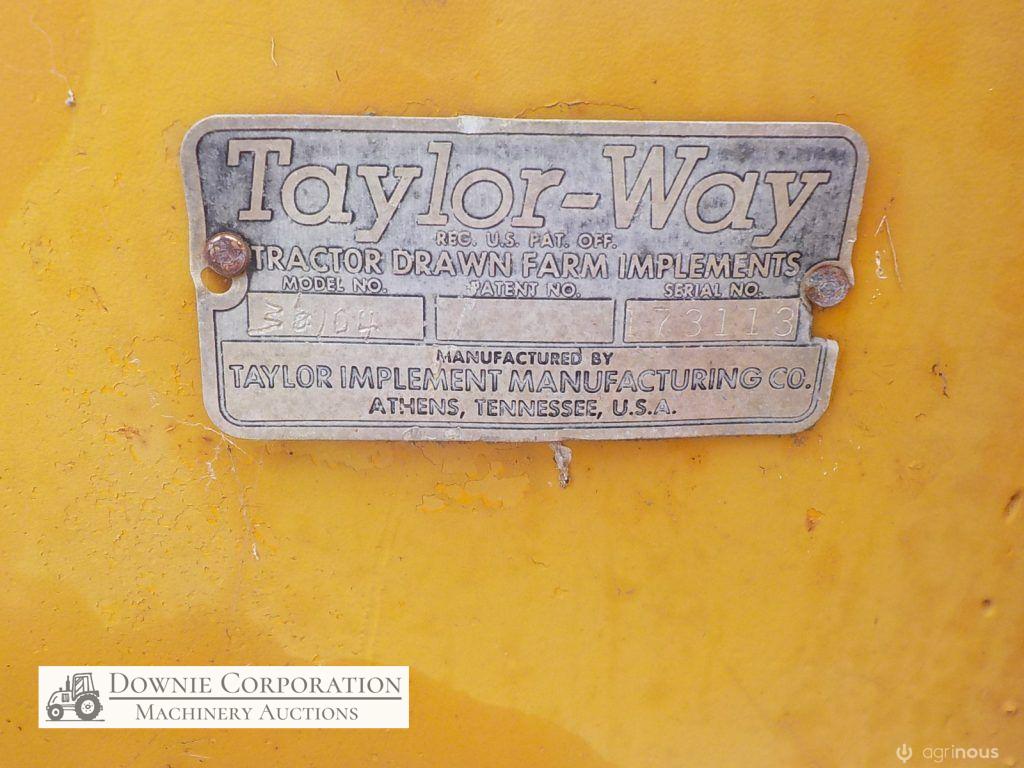 Taylor-Way
REG. U.S. PAT. OFF.
TRACTOR DRAWN FARM IMPLEMENTS
MODEL NO. PATENT NO. SERIAL NO.
173113
MANUFACTURED BY
TAYLOR IMPLEMENT MANUFACTURING CO.
ATHENS, TENNESSEE, U.S.A.
DOWNIE CORPORATION
MACHINERY AUCTIONS
agrinous